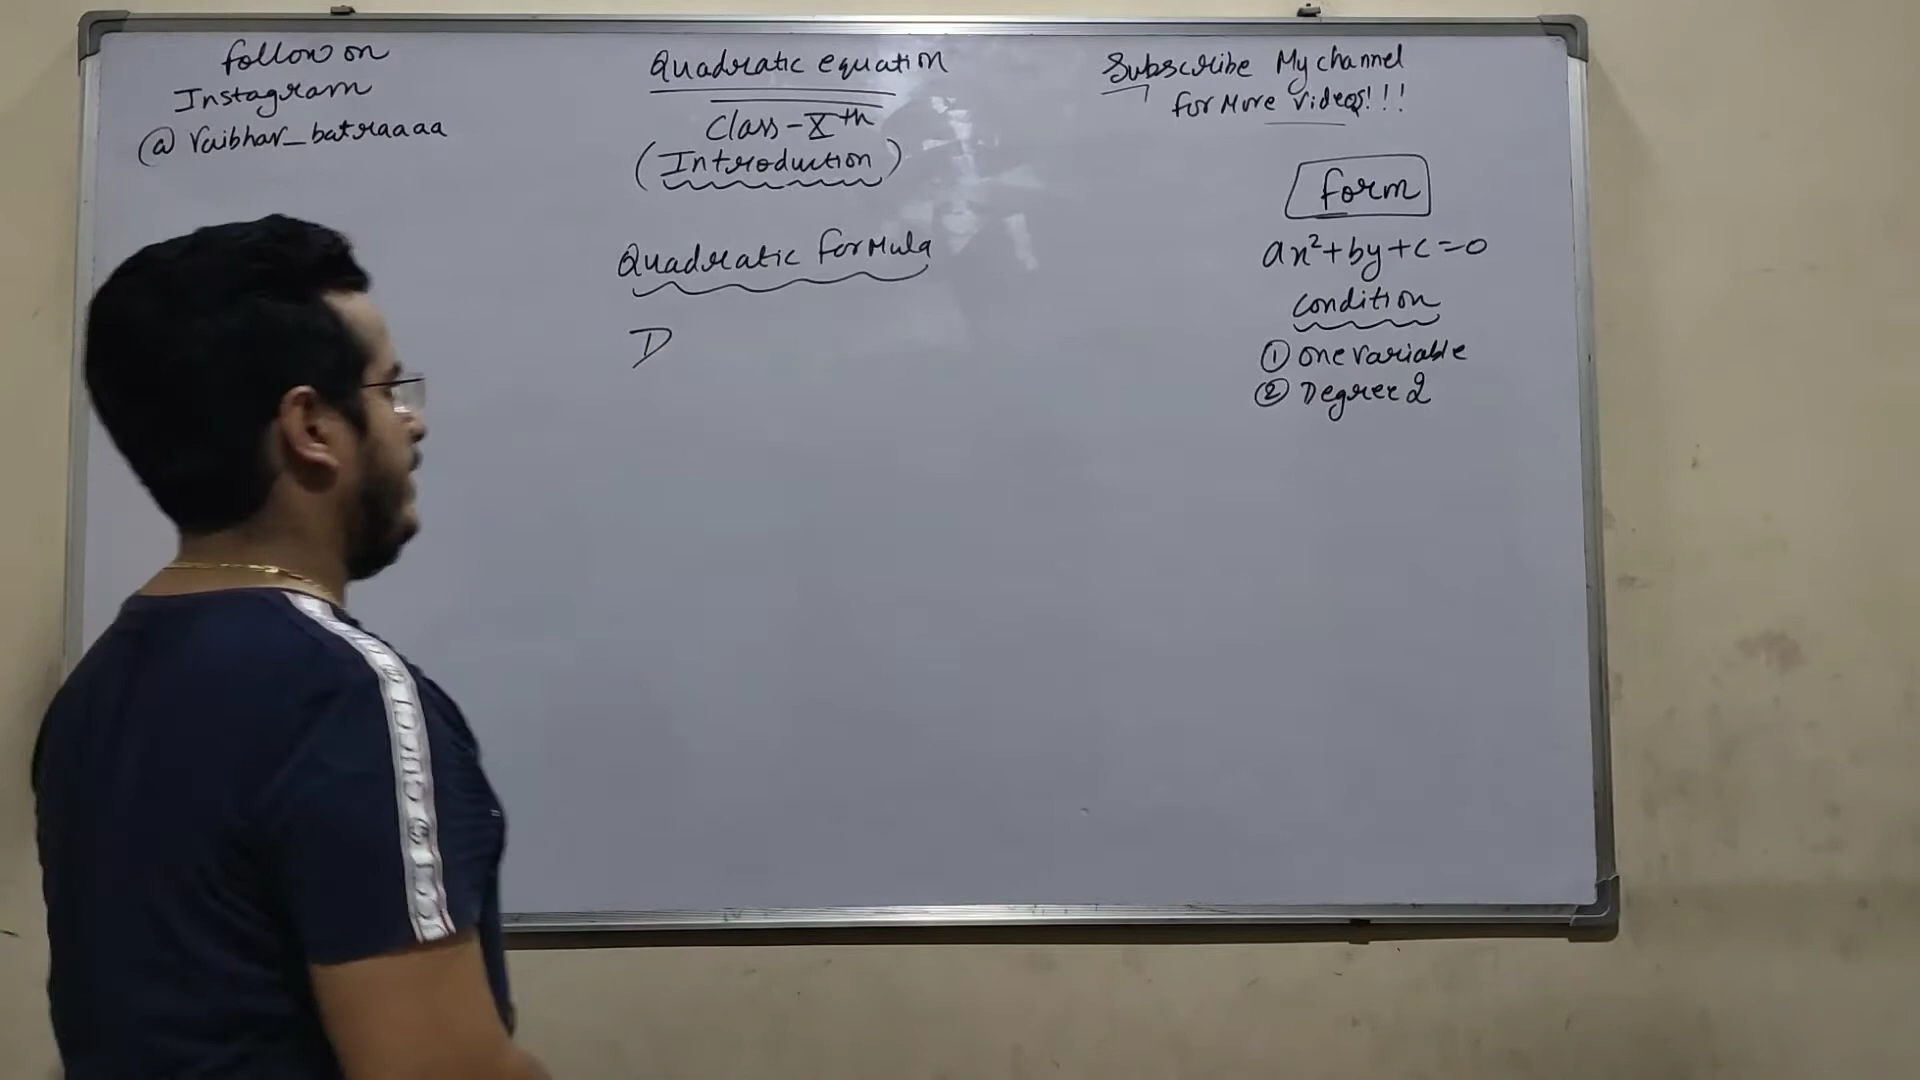 follow on
Instagram
@vaibhav_batraaaa
Quadratic equation
Class-Xth
(Introduction)
Subscribe My channel
for More videos!!!
Quadratic forMula
D
form
ax²+by+c=0
condition
① one variable
② Degree 2